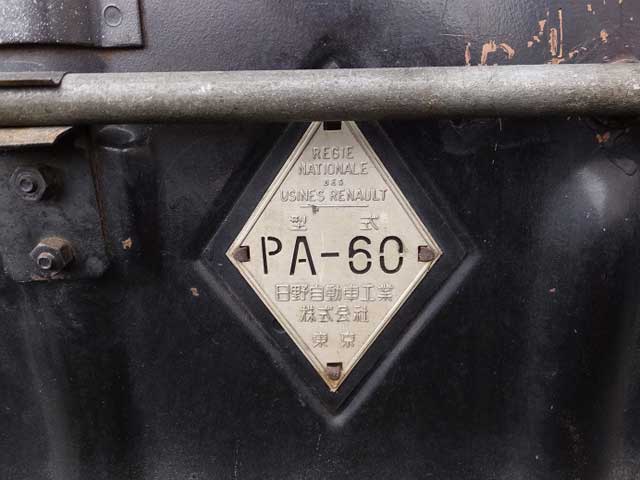 REGIE
NATIONALE
DES
USINES RENAULT
型 式
PA-60
日野自動車工業
株式会社
東京